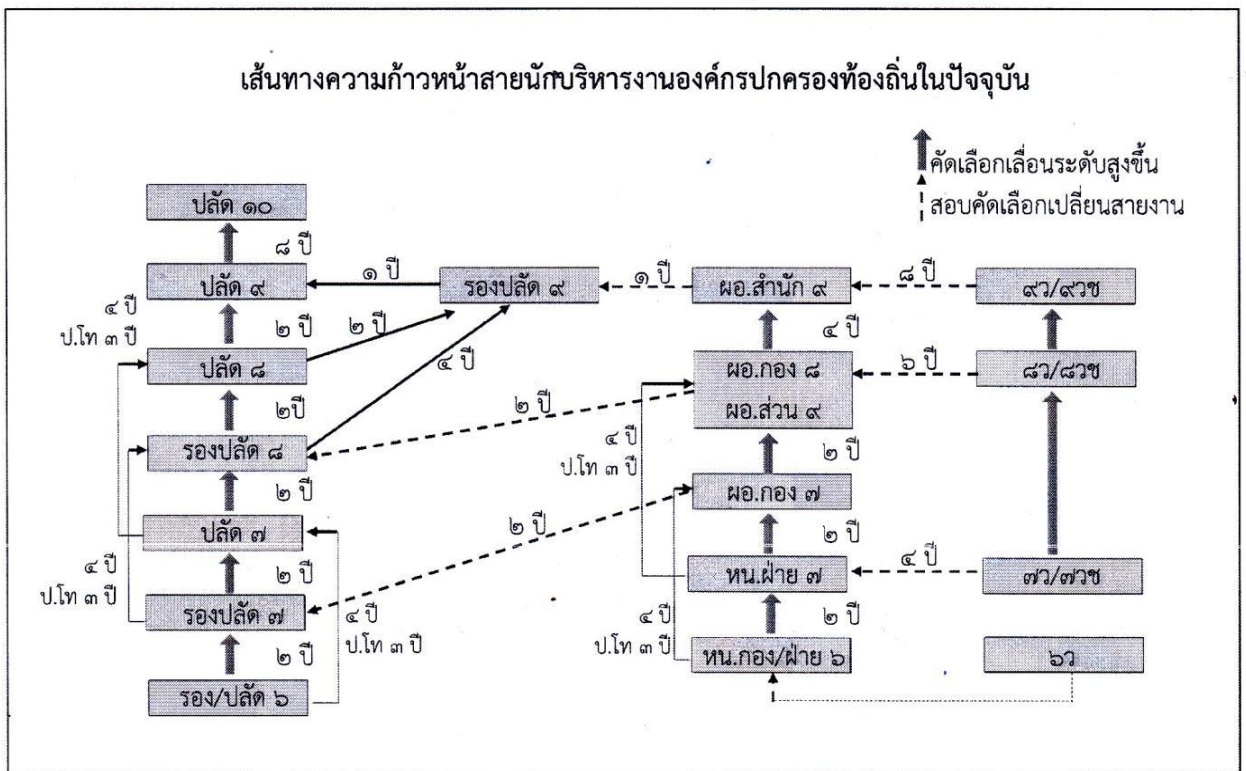 เส้นทางความก้าวหน้าสายนักบริหารงานองค์กรปกครองท้องถิ่นในปัจจุบัน
คัดเลือกเลื่อนระดับสูงขึ้น
สอบคัดเลือกเปลี่ยนสายงาน
ปลัด ๑๐
๘ ปี
ปลัด ๙
๑ ปี
รองปลัด ๙
๑ ปี
ผอ.สำนัก ๙
๘ ปี
๙ว/๙วช
๔ ปี
ป.โท ๓ ปี
๒ ปี
๒ ปี
๔ ปี
๔ ปี
ปลัด ๘
ผอ.กอง ๘
ผอ.ส่วน ๙
๖ ปี
๘ว/๘วช
๒ปี
๒ ปี
รองปลัด ๘
๔ ปี
ป.โท ๓ ปี
๒ ปี
๒ ปี
ผอ.กอง ๗
ปลัด ๗
๒ ปี
๒ ปี
๔ ปี
ป.โท ๓ ปี
๒ ปี
หน.ฝ่าย ๗
๔ ปี
๗ว/๗วช
รองปลัด ๗
๔ ปี
ป.โท ๓ ปี
๔ ปี
ป.โท ๓ ปี
๒ ปี
๒ ปี
หน.กอง/ฝ่าย ๖
๖ว
รอง/ปลัด ๖